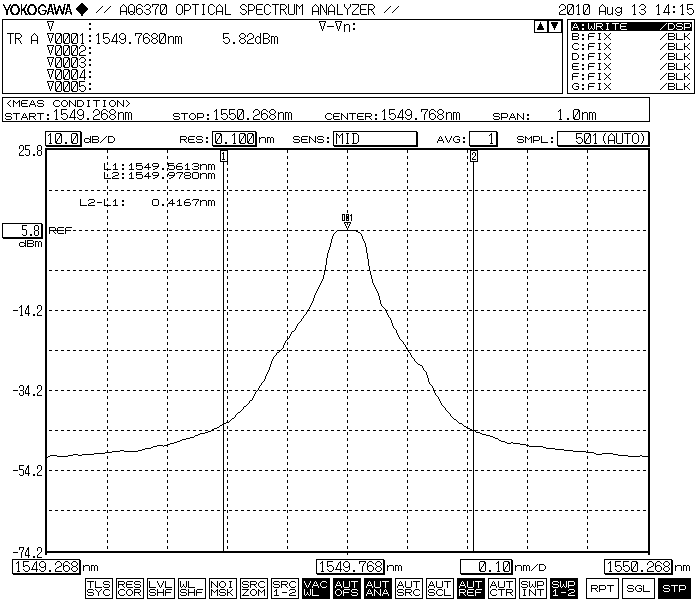 YOKOGAWA ◆ // AQ6370 OPTICAL SPECTRUM ANALYZER // 2010 Aug 13 14:15
∇ ∇-∇n: ▲▼
TR A ∇0001: 1549.7680nm 5.82dBm
∇0002:
∇0003:
∇0004:
∇0005:
A:WRITE /DSP
B:FIX /BLK
C:FIX /BLK
D:FIX /BLK
E:FIX /BLK
F:FIX /BLK
G:FIX /BLK
<MEAS CONDITION>
START:1549.268nm STOP:1550.268nm CENTER:1549.768nm SPAN: 1.0nm
10.0 dB/D RES: 0.100 nm SENS: MID AVG: 1 SMPL: 501(AUTO)
25.8
1 2
L1:1549.5613nm
L2:1549.9780nm
L2-L1: 0.4167nm
001
5.8 REF
dBm
-14.2
-34.2
-54.2
-74.2
1549.268 nm 1549.768 nm 0.10 nm/D 1550.268 nm
TLS SYC RES COR LVL SHF WL SHF NOI MSK SRC ZOM SRC 1-2 VAC WL AUT OFS AUT ANA AUT SRC AUT SCL AUT REF AUT CTR SWP INT SWP 1-2 RPT SGL STP